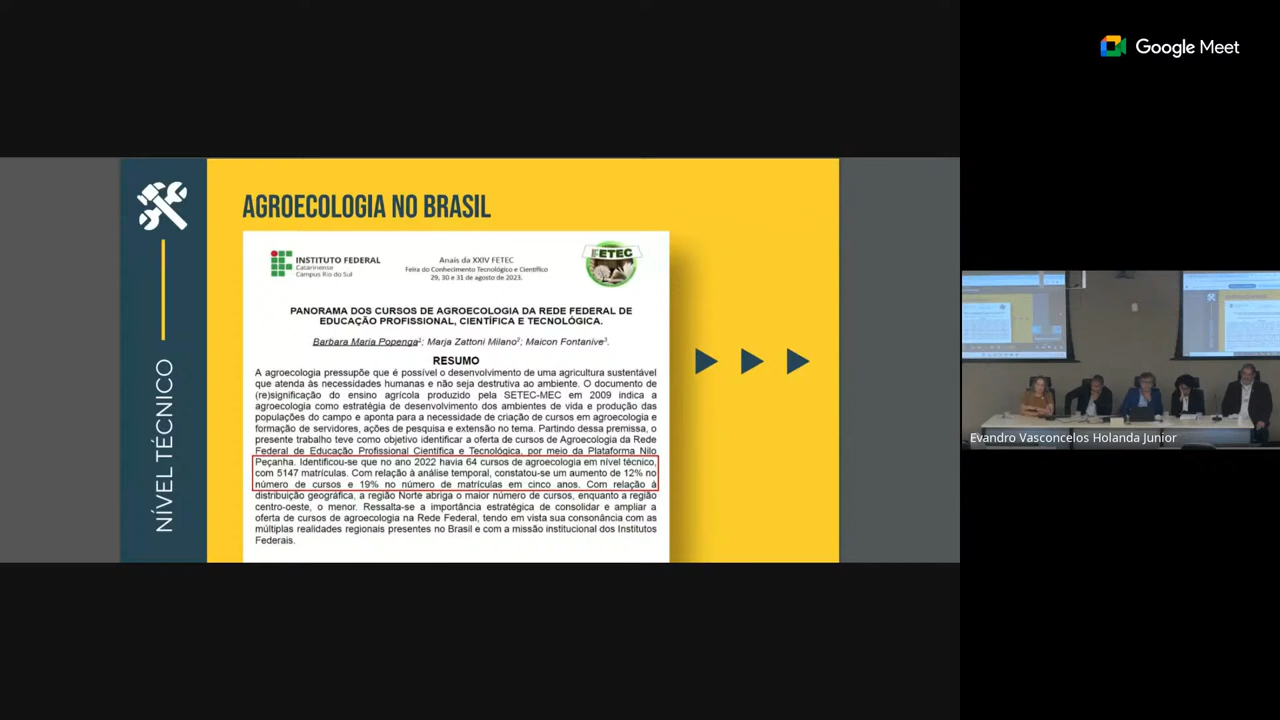 Google Meet
AGROECOLOGIA NO BRASIL
INSTITUTO FEDERAL
Catarinense
Campus Rio do Sul
Anais da XXIV FETEC
Feira do Conhecimento Tecnológico e Científico
29, 30 e 31 de agosto de 2023.
FETEC
PANORAMA DOS CURSOS DE AGROECOLOGIA DA REDE FEDERAL DE
EDUCAÇÃO PROFISSIONAL, CIENTÍFICA E TECNOLÓGICA.
Barbara Maria Popenga¹; Marja Zattoni Milano²; Maicon Fontanive³.
RESUMO
A agroecologia pressupõe que é possível o desenvolvimento de uma agricultura sustentável
que atenda às necessidades humanas e não seja destrutiva ao ambiente. O documento de
(re)significação do ensino agrícola produzido pela SETEC-MEC em 2009 indica a
agroecologia como estratégia de desenvolvimento dos ambientes de vida e produção das
populações do campo e aponta para a necessidade de criação de cursos em agroecologia e
formação de servidores, ações de pesquisa e extensão no tema. Partindo dessa premissa, o
presente trabalho teve como objetivo identificar a oferta de cursos de Agroecologia da Rede
Federal de Educação Profissional Científica e Tecnológica, por meio da Plataforma Nilo
Peçanha. Identificou-se que no ano 2022 havia 64 cursos de agroecologia em nível técnico,
com 5147 matrículas. Com relação à análise temporal, constatou-se um aumento de 12% no
número de cursos e 19% no número de matrículas em cinco anos. Com relação à
distribuição geográfica, a região Norte abriga o maior número de cursos, enquanto a região
centro-oeste, o menor. Ressalta-se a importância estratégica de consolidar e ampliar a
oferta de cursos de agroecologia na Rede Federal, tendo em vista sua consonância com as
múltiplas realidades regionais presentes no Brasil e com a missão institucional dos Institutos
Federais.
NÍVEL TÉCNICO
Evandro Vasconcelos Holanda Junior